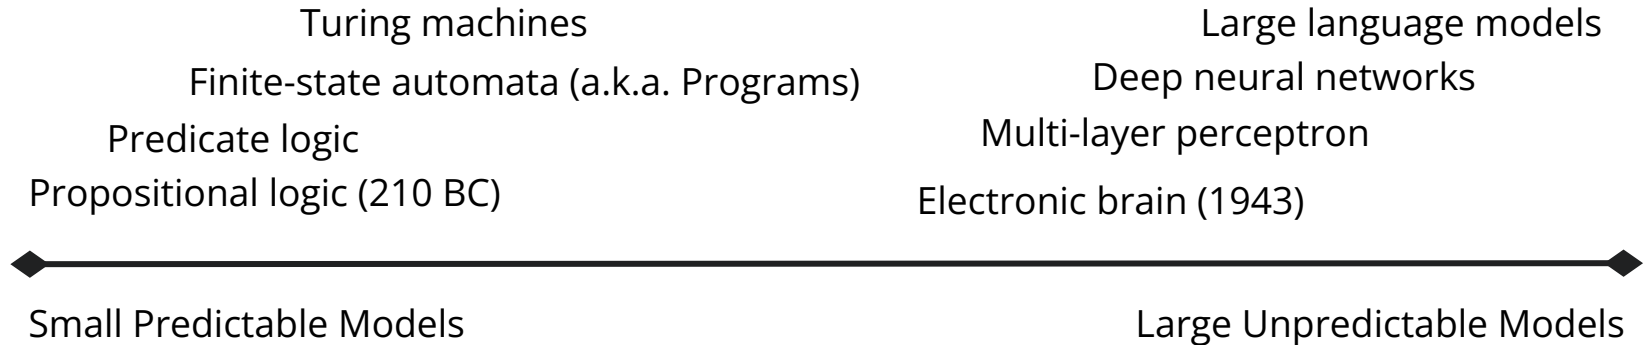 Turing machines
Large language models
Finite-state automata (a.k.a. Programs)
Deep neural networks
Predicate logic
Multi-layer perceptron
Propositional logic (210 BC)
Electronic brain (1943)
Small Predictable Models
Large Unpredictable Models